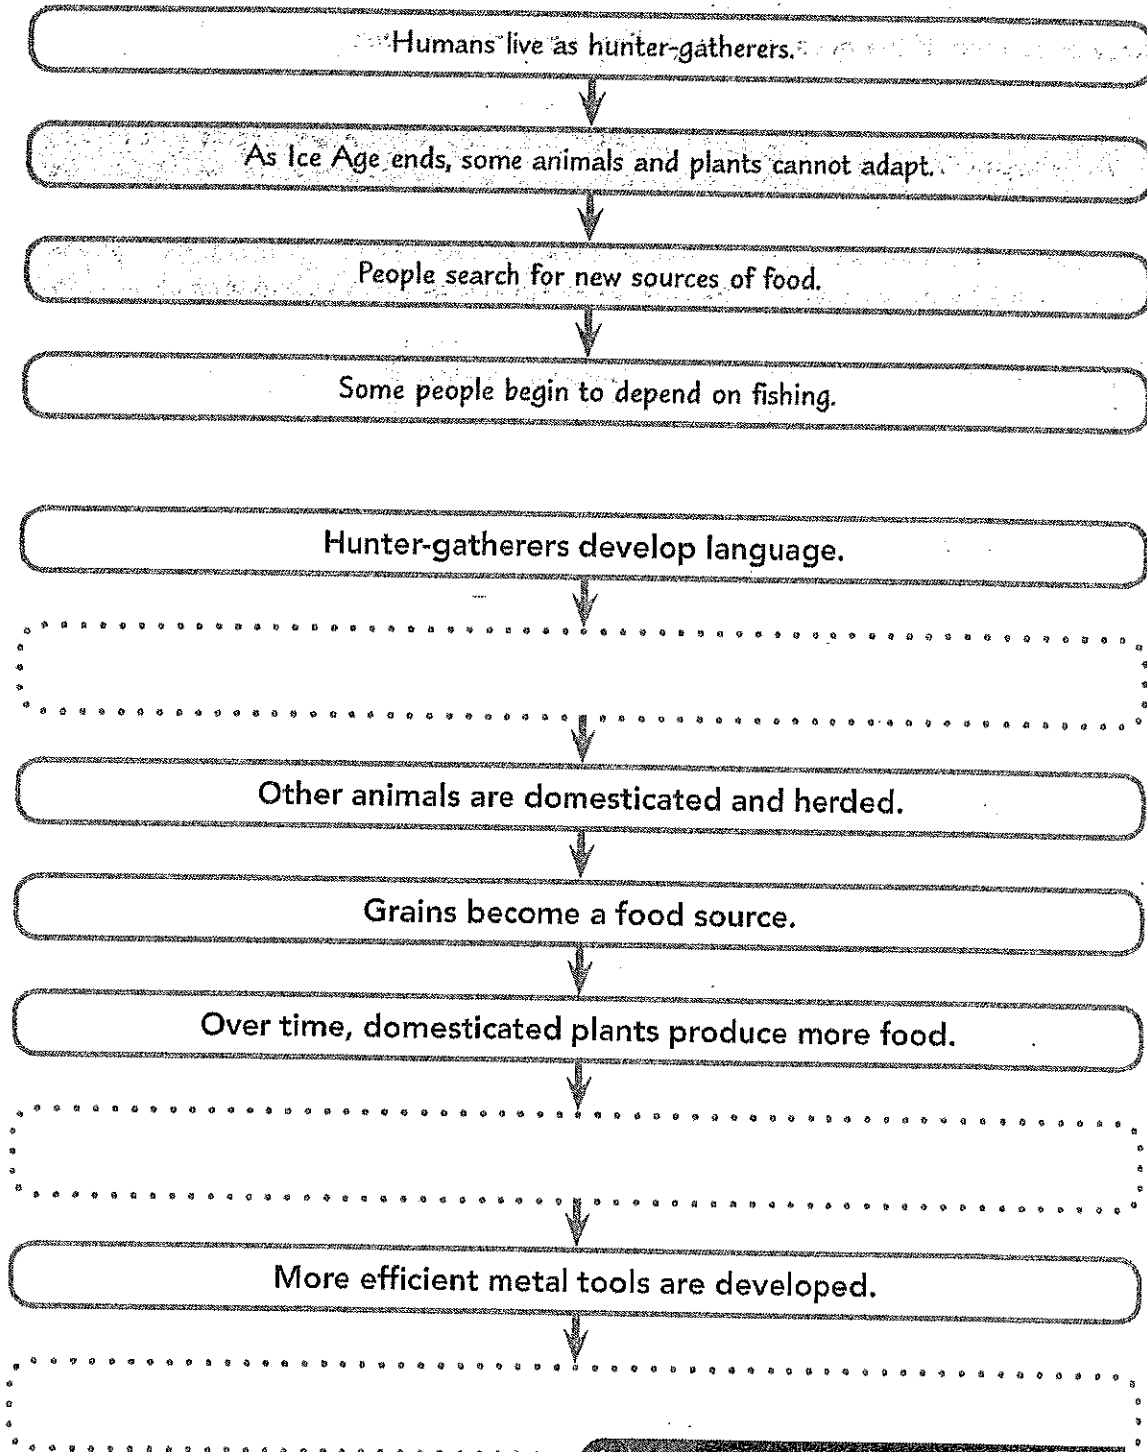 Humans live as hunter-gatherers.
As Ice Age ends, some animals and plants cannot adapt.
People search for new sources of food.
Some people begin to depend on fishing.
Hunter-gatherers develop language.
Other animals are domesticated and herded.
Grains become a food source.
Over time, domesticated plants produce more food.
More efficient metal tools are developed.